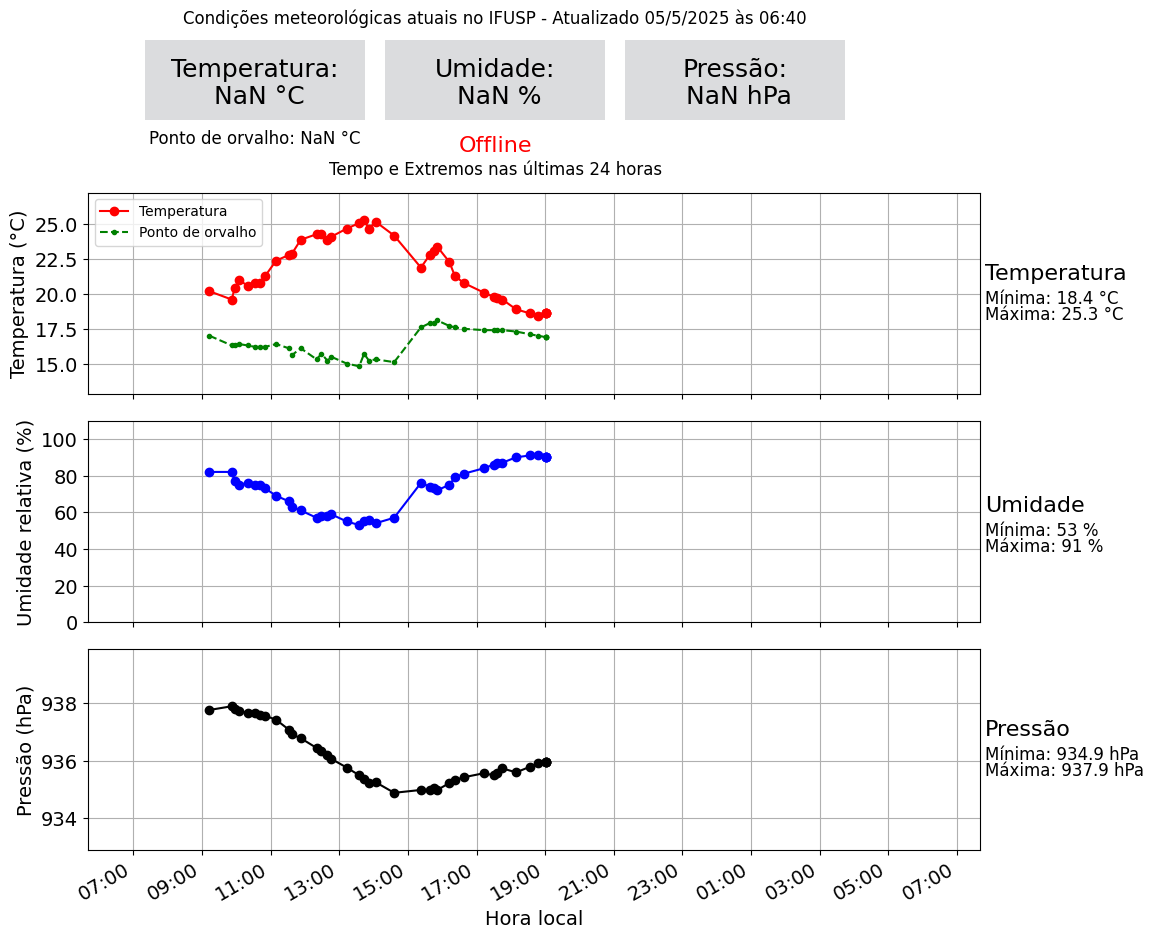 Condições meteorológicas atuais no IFUSP - Atualizado 05/5/2025 às 06:40
Temperatura:
NaN °C
Umidade:
NaN %
Pressão:
NaN hPa
Ponto de orvalho: NaN °C
Offline
Tempo e Extremos nas últimas 24 horas
Temperatura (°C)
25.0
22.5
20.0
17.5
15.0
Temperatura
Ponto de orvalho
Temperatura
Mínima: 18.4 °C
Máxima: 25.3 °C
Umidade relativa (%)
100
80
60
40
20
0
Umidade
Mínima: 53 %
Máxima: 91 %
Pressão (hPa)
938
936
934
Pressão
Mínima: 934.9 hPa
Máxima: 937.9 hPa
07:00 09:00 11:00 13:00 15:00 17:00 19:00 21:00 23:00 01:00 03:00 05:00 07:00
Hora local